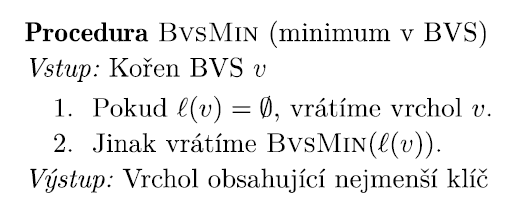 Procedura BvsMin (minimum v BVS)
Vstup: Kořen BVS v
1. Pokud ℓ(v) = ∅, vrátíme vrchol v.
2. Jinak vrátíme BvsMin(ℓ(v)).
Výstup: Vrchol obsahující nejmenší klíč